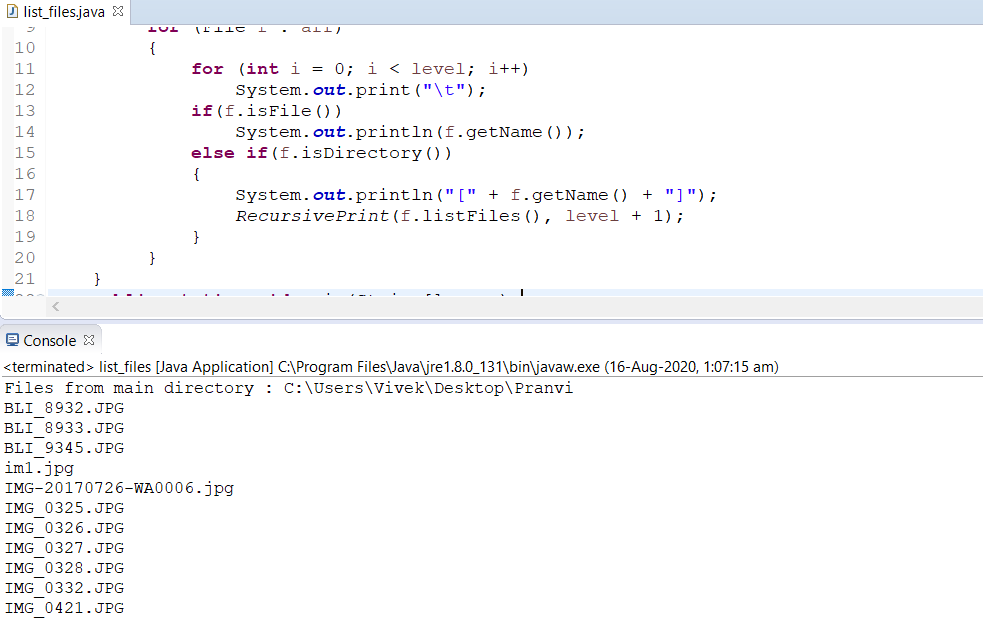 list_files.java
9 for (File f : all)
10 {
11 for (int i = 0; i < level; i++)
12 System.out.print("\t");
13 if(f.isFile())
14 System.out.println(f.getName());
15 else if(f.isDirectory())
16 {
17 System.out.println("[" + f.getName() + "]");
18 RecursivePrint(f.listFiles(), level + 1);
19 }
20 }
21 }
Console
<terminated> list_files [Java Application] C:\Program Files\Java\jre1.8.0_131\bin\javaw.exe (16-Aug-2020, 1:07:15 am)
Files from main directory : C:\Users\Vivek\Desktop\Pranvi
BLI_8932.JPG
BLI_8933.JPG
BLI_9345.JPG
im1.jpg
IMG-20170726-WA0006.jpg
IMG_0325.JPG
IMG_0326.JPG
IMG_0327.JPG
IMG_0328.JPG
IMG_0332.JPG
IMG_0421.JPG